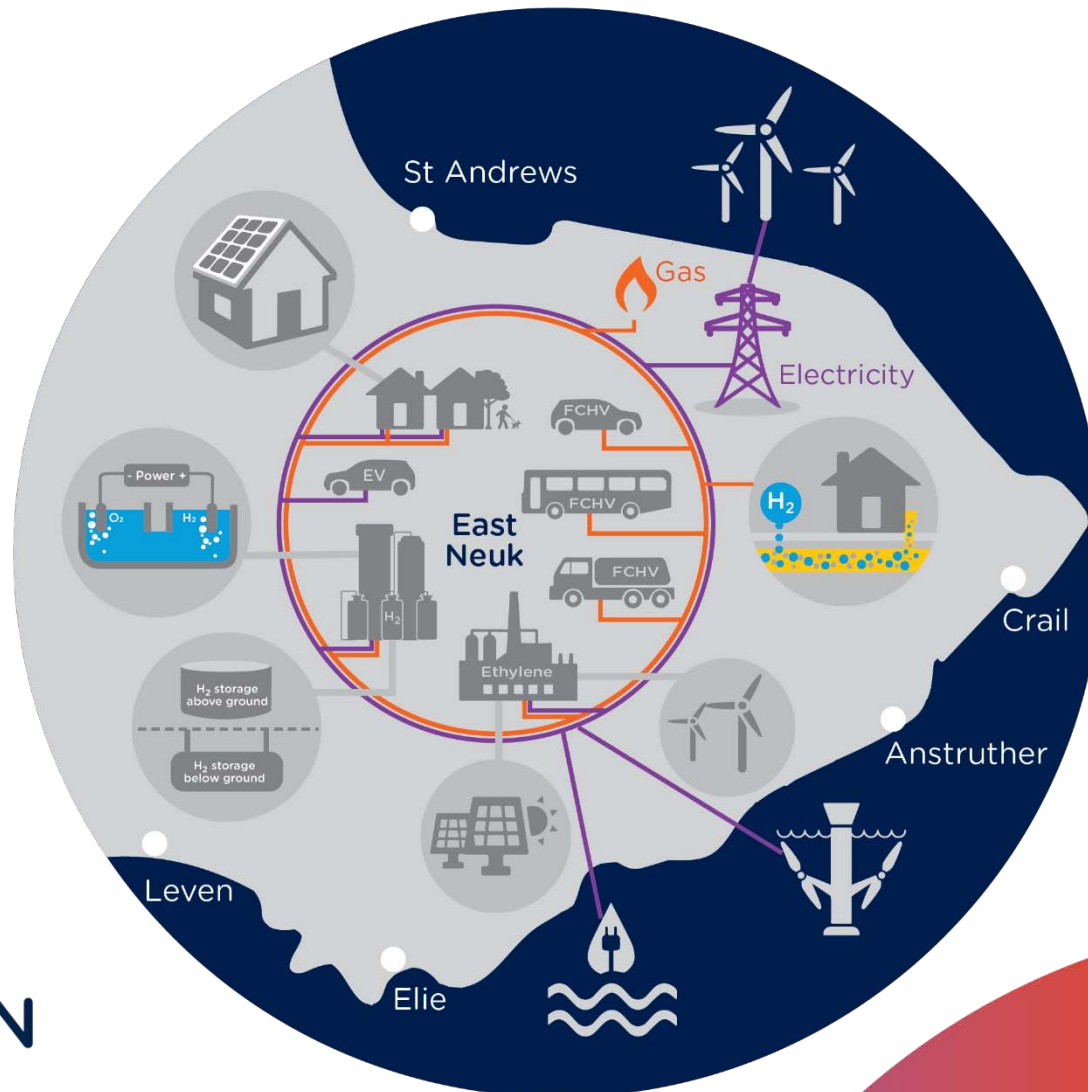 St Andrews
Gas
Electricity
FCHV
- Power +
O₂
H₂
EV
FCHV
H₂
East
Neuk
FCHV
H₂
Crail
Ethylene
H₂ storage
above ground
H₂ storage
below ground
Anstruther
Leven
Elie
N